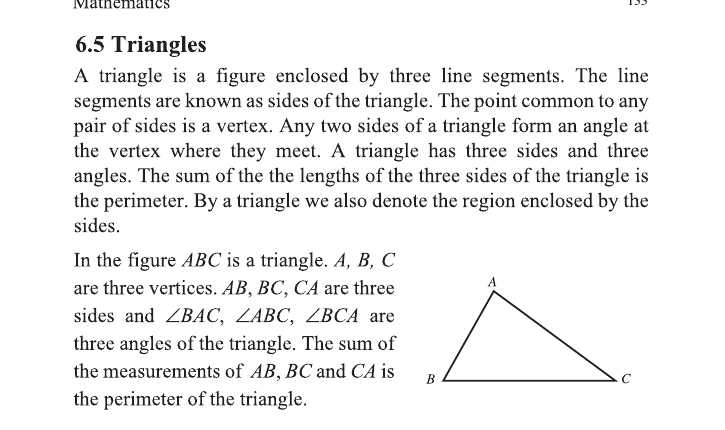 Mathematics
6.5 Triangles
A triangle is a figure enclosed by three line segments. The line
segments are known as sides of the triangle. The point common to any
pair of sides is a vertex. Any two sides of a triangle form an angle at
the vertex where they meet. A triangle has three sides and three
angles. The sum of the the lengths of the three sides of the triangle is
the perimeter. By a triangle we also denote the region enclosed by the
sides.
In the figure ABC is a triangle. A, B, C
are three vertices. AB, BC, CA are three
sides and ∠BAC, ∠ABC, ∠BCA are
three angles of the triangle. The sum of
the measurements of AB, BC and CA is
the perimeter of the triangle.
A
B
C